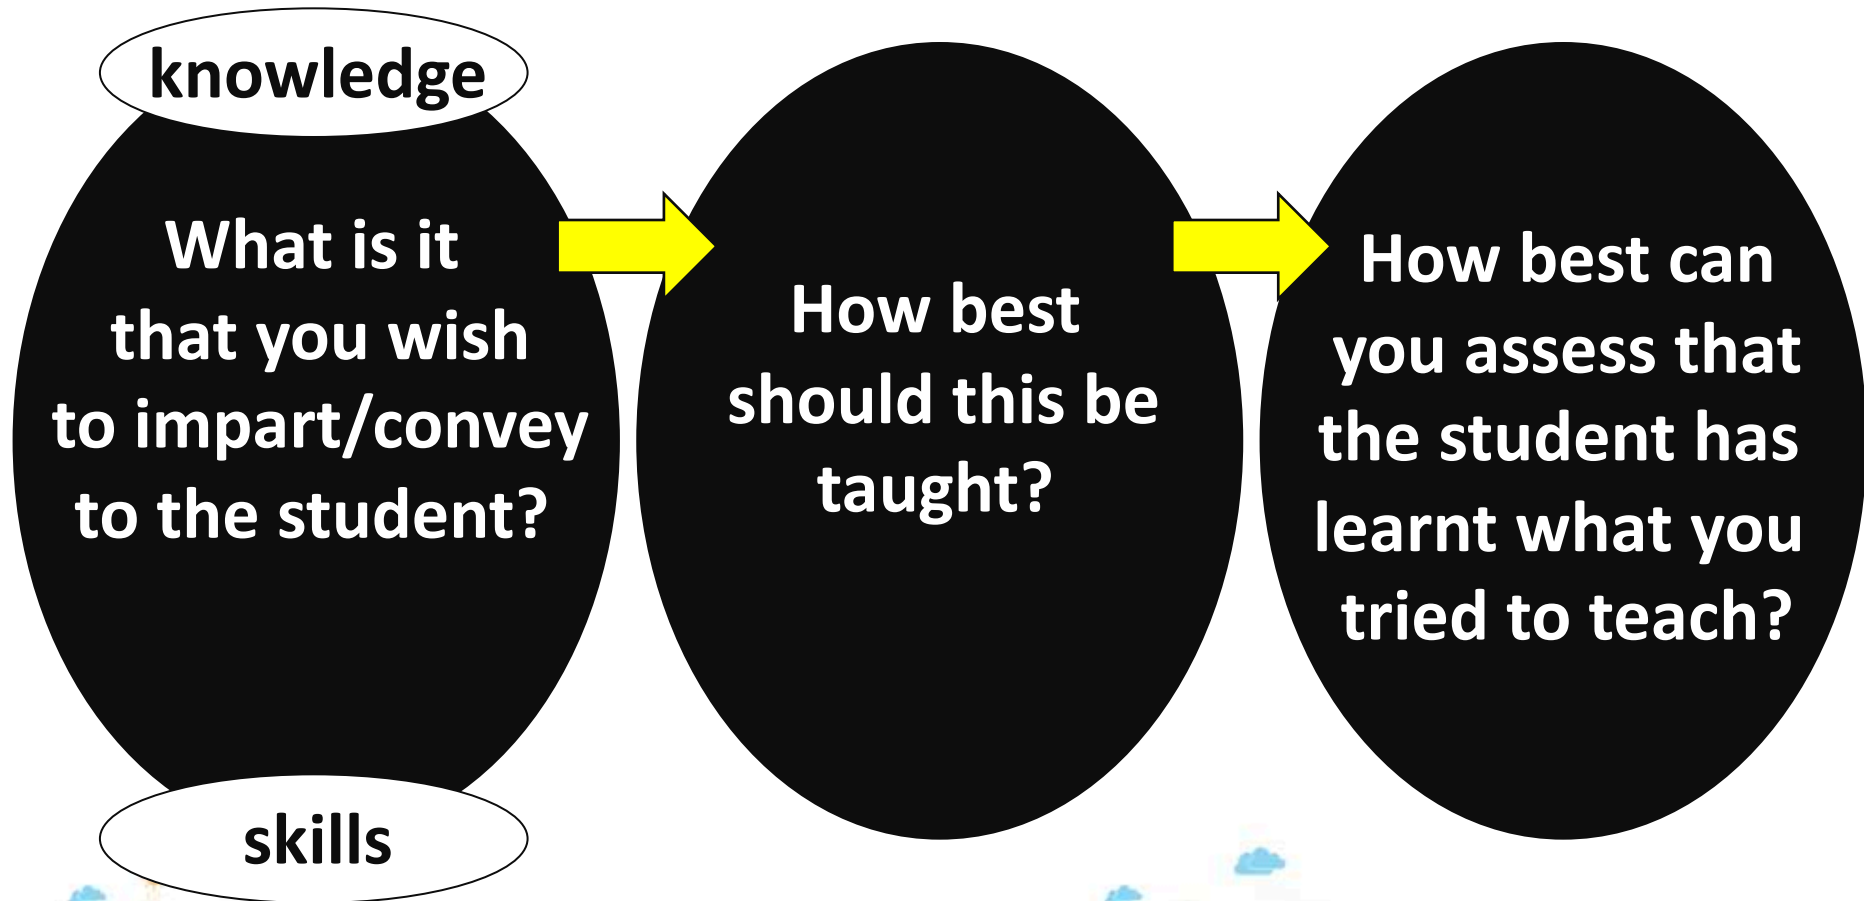 knowledge
What is it
that you wish
to impart/convey
to the student?
skills
How best
should this be
taught?
How best can
you assess that
the student has
learnt what you
tried to teach?